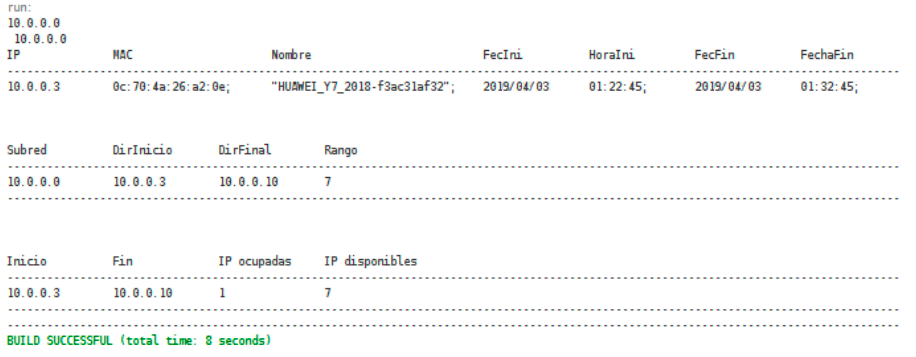 run:
10.0.0.0
10.0.0.0
IP MAC Nombre FecIni HoraIni FecFin FechaFin
10.0.0.3 0c:70:4a:26:a2:0e; "HUAWEI_Y7_2018-f3ac31af32"; 2019/04/03 01:22:45; 2019/04/03 01:32:45;
Subred DirInicio DirFinal Rango
10.0.0.0 10.0.0.3 10.0.0.10 7
Inicio Fin IP ocupadas IP disponibles
10.0.0.3 10.0.0.10 1 7
BUILD SUCCESSFUL (total time: 8 seconds)